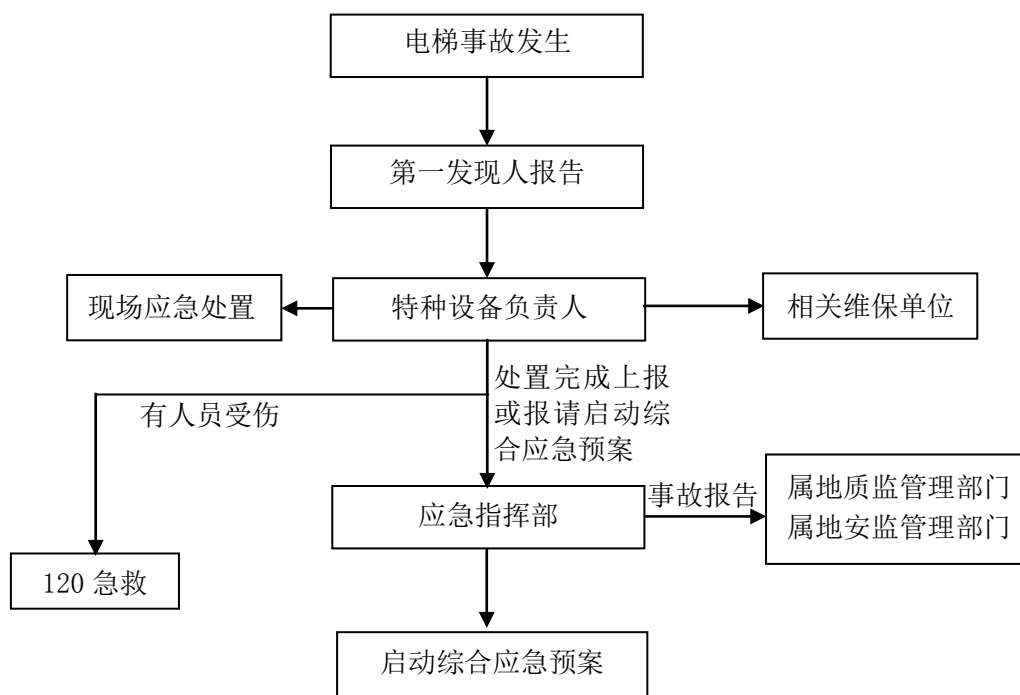 电梯事故发生
第一发现人报告
现场应急处置
特种设备负责人
相关维保单位
处置完成上报
或报请启动综
合应急预案
有人员受伤
事故报告
属地质监管理部门
属地安监管理部门
应急指挥部
120 急救
启动综合应急预案